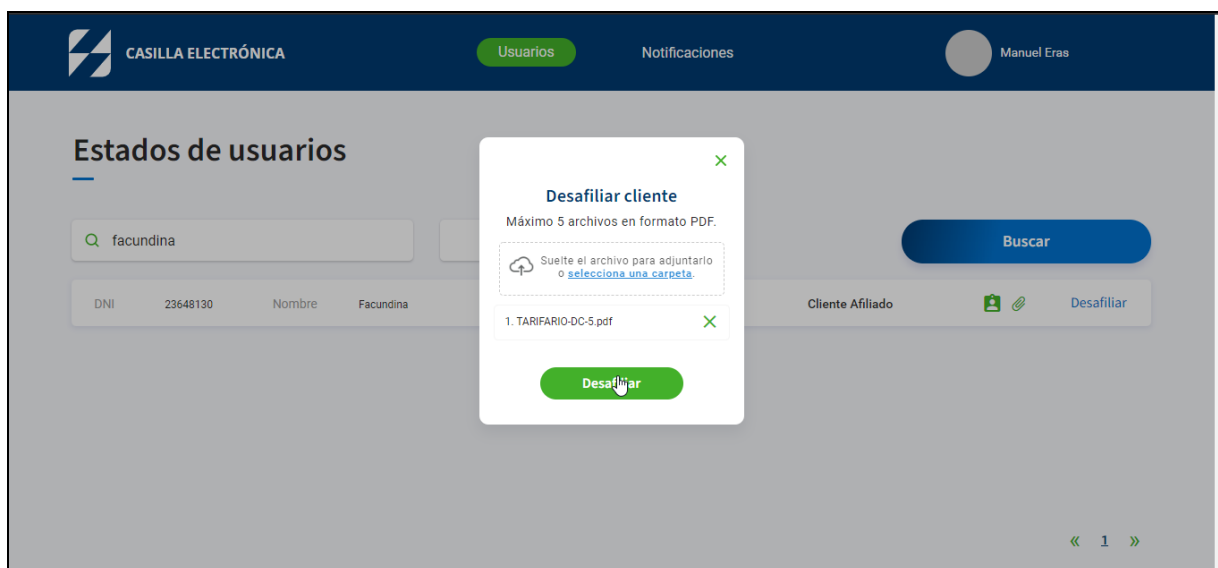 CASILLA ELECTRÓNICA
Usuarios
Notificaciones
Manuel Eras
Estados de usuarios
facundina
Buscar
DNI 23648130 Nombre Facundina Cliente Afiliado Desafiliar
Desafiliar cliente
Máximo 5 archivos en formato PDF.
Suelte el archivo para adjuntarlo
o selecciona una carpeta.
1. TARIFARIO-DC-5.pdf
Desafiliar
« 1 »